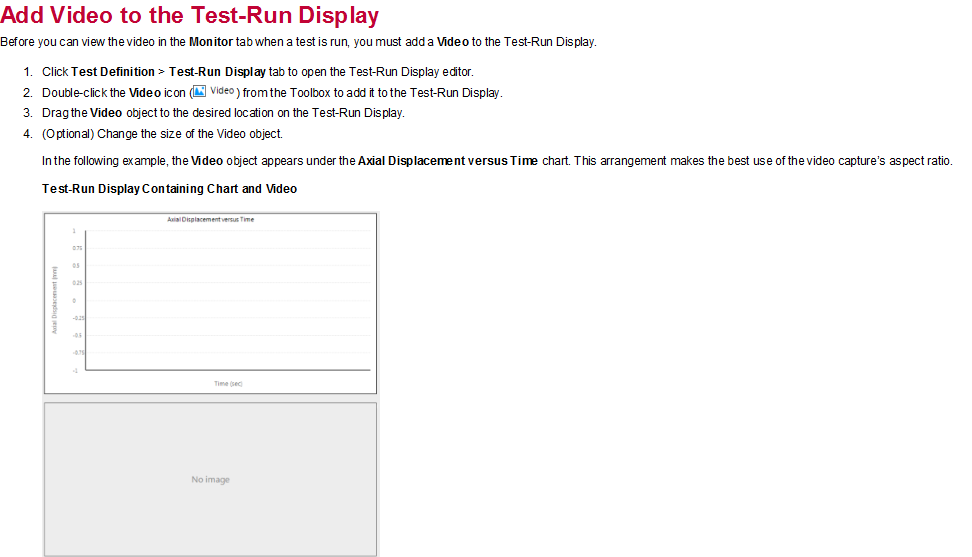 Add Video to the Test-Run Display
Before you can view the video in the Monitor tab when a test is run, you must add a Video to the Test-Run Display.
1. Click Test Definition > Test-Run Display tab to open the Test-Run Display editor.
2. Double-click the Video icon ( Video ) from the Toolbox to add it to the Test-Run Display.
3. Drag the Video object to the desired location on the Test-Run Display.
4. (Optional) Change the size of the Video object.
In the following example, the Video object appears under the Axial Displacement versus Time chart. This arrangement makes the best use of the video capture's aspect ratio.
Test-Run Display Containing Chart and Video
Axial Displacement versus Time
1
0.75
0.5
0.25
0
-0.25
-0.5
-0.75
-1
Axial Displacement (mm)
Time (sec)
No image